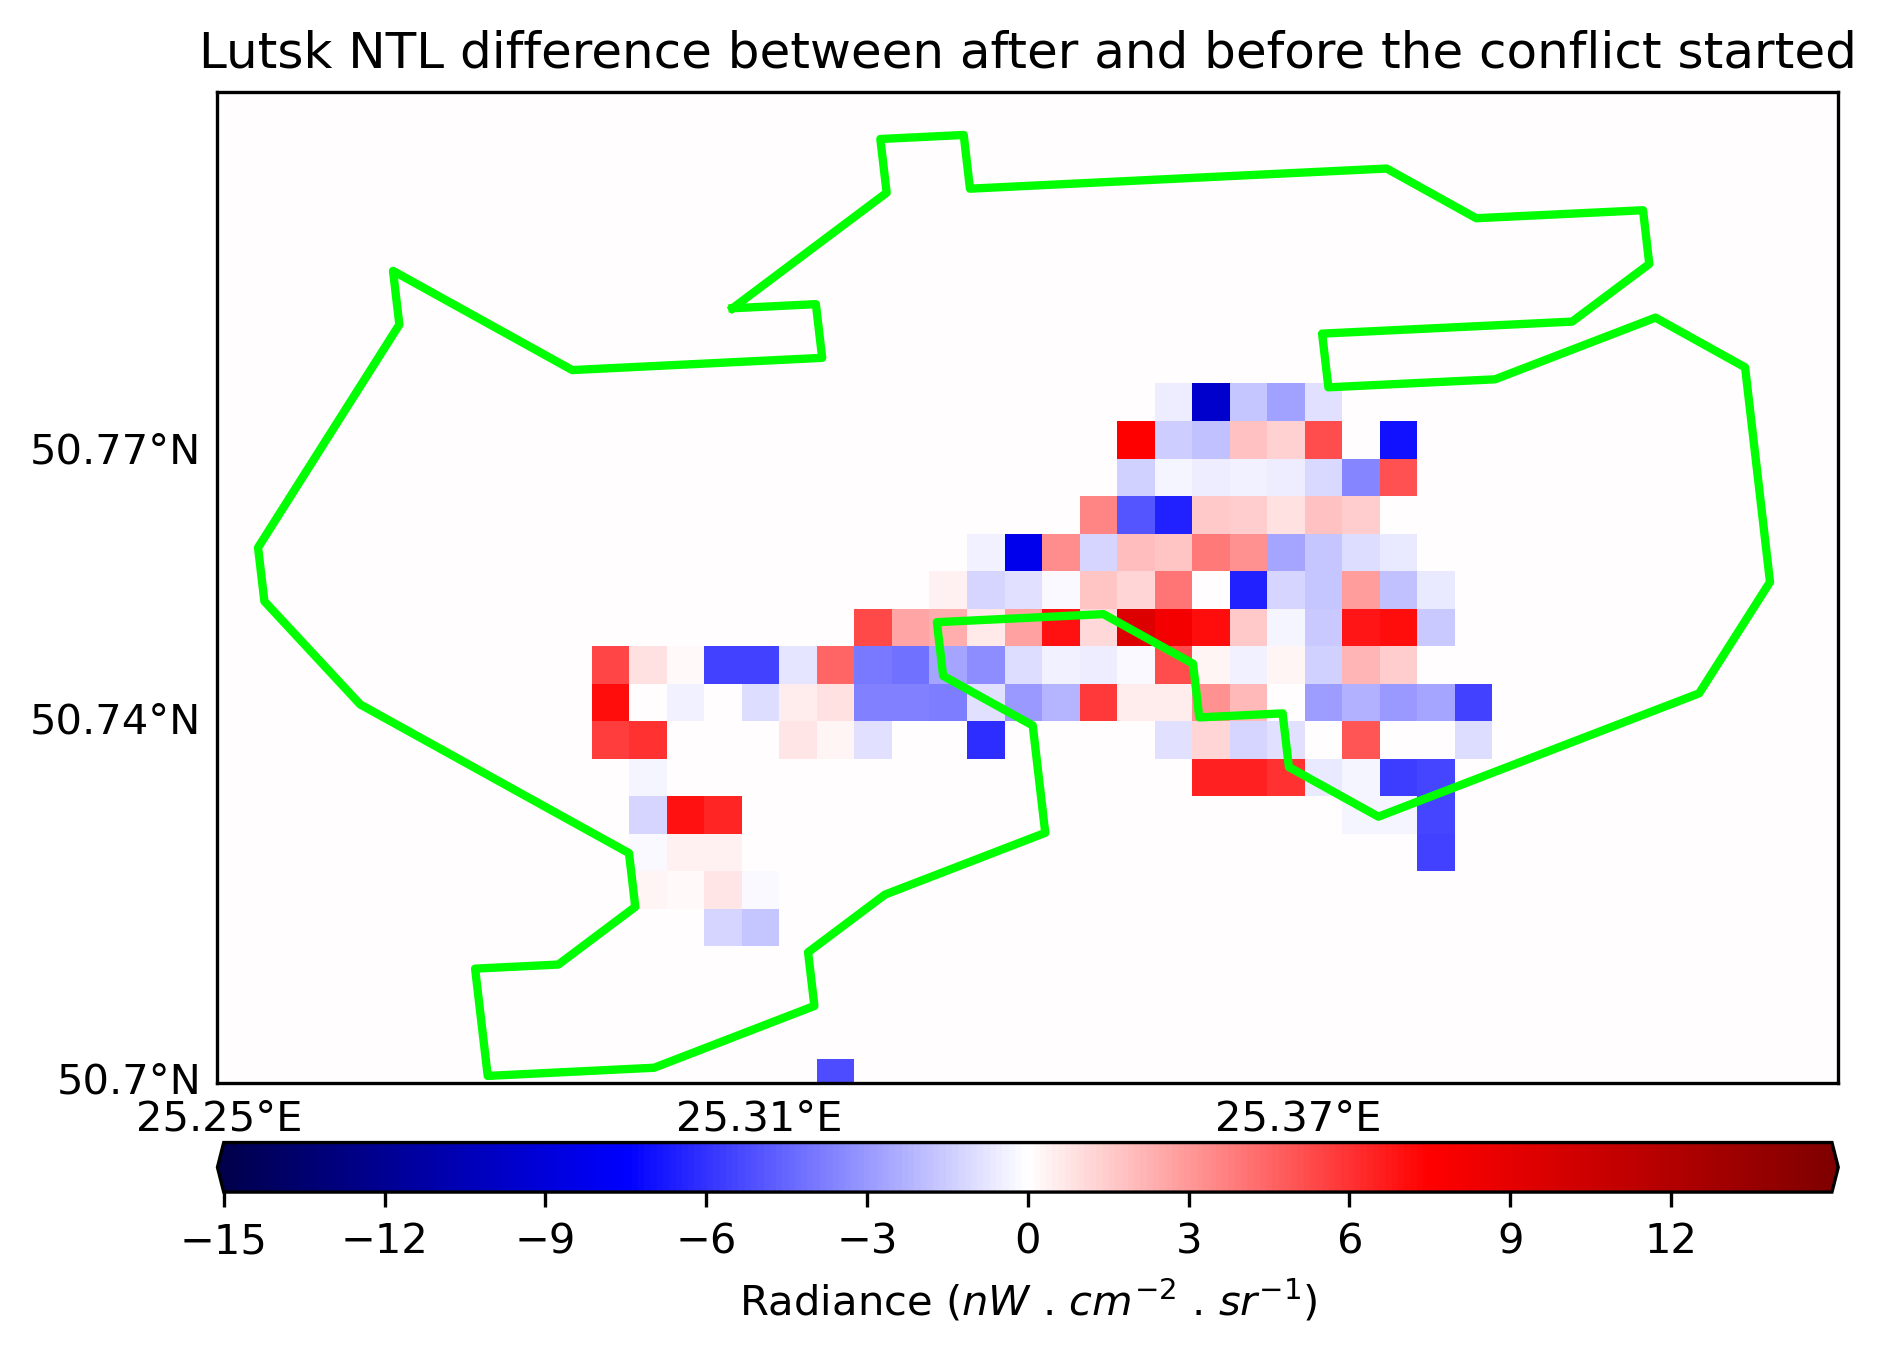 Lutsk NTL difference between after and before the conflict started
50.77°N
50.74°N
50.7°N
25.25°E 25.31°E 25.37°E
−15 −12 −9 −6 −3 0 3 6 9 12
Radiance (nW . cm⁻² . sr⁻¹)